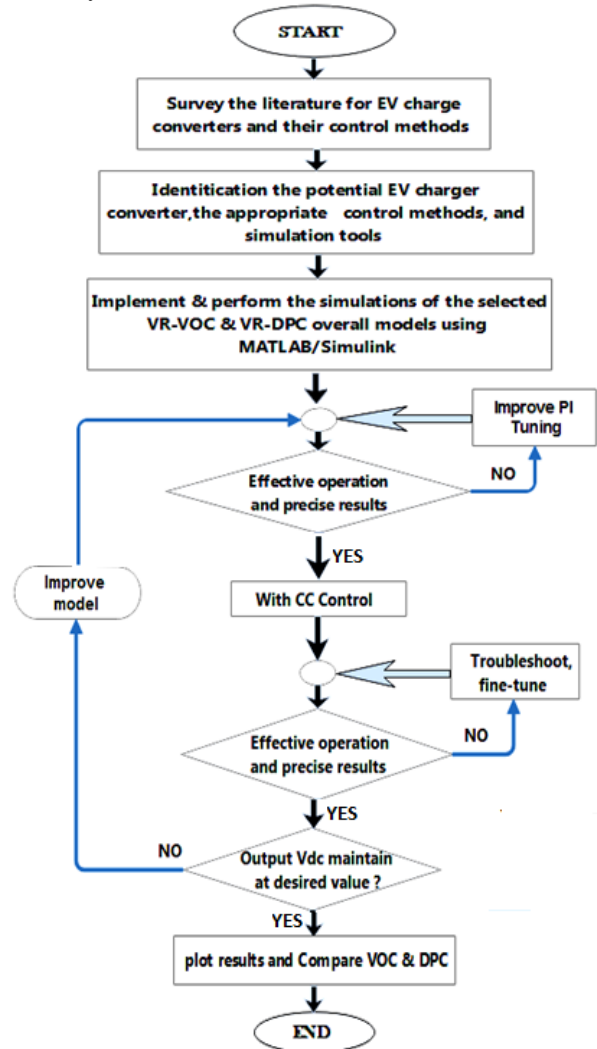 START
Survey the literature for EV charge
converters and their control methods
Identitication the potential EV charger
converter,the appropriate control methods, and
simulation tools
Implement & perform the simulations of the selected
VR-VOC & VR-DPC overall models using
MATLAB/Simulink
Improve PI
Tuning
NO
Effective operation
and precise results
YES
Improve
model
With CC Control
Troubleshoot,
fine-tune
NO
Effective operation
and precise results
YES
NO
Output Vdc maintain
at desired value ?
YES
plot results and Compare VOC & DPC
END